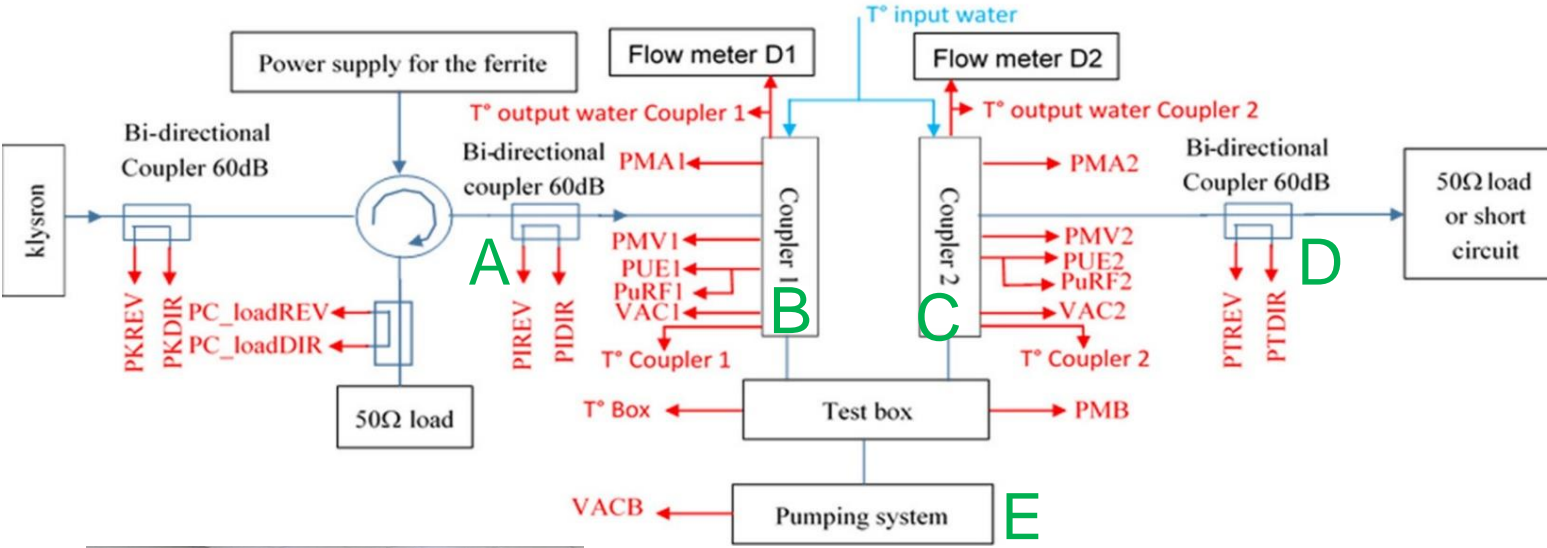 T° input water
Power supply for the ferrite
Flow meter D1
Flow meter D2
T° output water Coupler 1
T° output water Coupler 2
Bi-directional
Coupler 60dB
Bi-directional
coupler 60dB
Bi-directional
Coupler 60dB
klysron
PMA1
PMA2
50Ω load
or short
circuit
Coupler 1
Coupler 2
PMV1
PUE1
PuRF1
VAC1
T° Coupler 1
PMV2
PUE2
PuRF2
VAC2
T° Coupler 2
A
B
C
D
PKREV
PKDIR
PC_loadREV
PC_loadDIR
PIREV
PIDIR
PTREV
PTDIR
50Ω load
T° Box
Test box
PMB
VACB
Pumping system
E